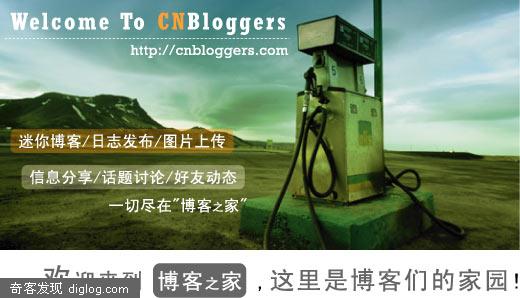 Welcome To CNBloggers
http://cnbloggers.com
迷你博客/日志发布/图片上传
信息分享/话题讨论/好友动态
一切尽在"博客之家"
欢迎来到 博客之家 ,这里是博客们的家园!
奇客发现 diglog.com